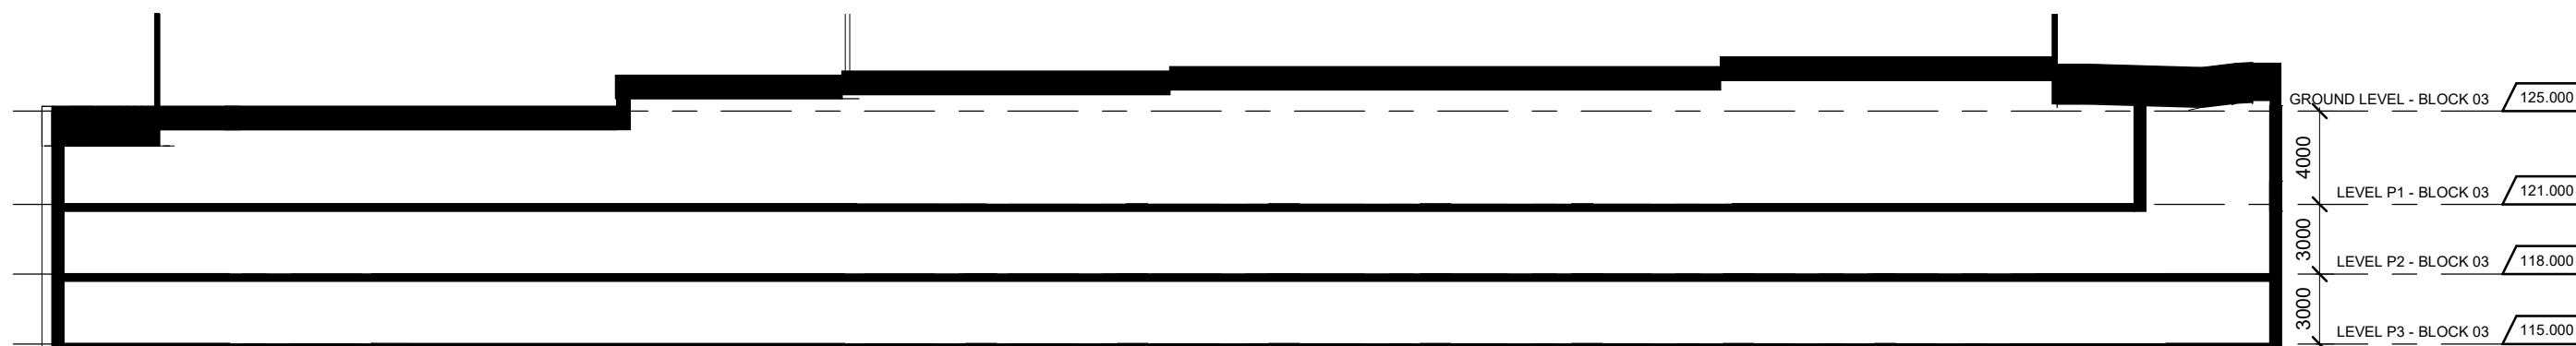 GROUND LEVEL - BLOCK 03 125.000
4000
LEVEL P1 - BLOCK 03 121.000
3000
LEVEL P2 - BLOCK 03 118.000
3000
LEVEL P3 - BLOCK 03 115.000